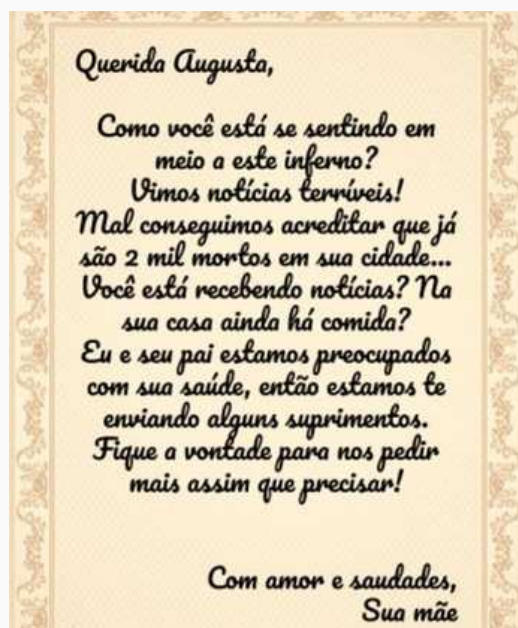 Querida Augusta,
Como você está se sentindo em
meio a este inferno?
Vimos notícias terríveis!
Mal conseguimos acreditar que já
são 2 mil mortos em sua cidade...
Você está recebendo notícias? Na
sua casa ainda há comida?
Eu e seu pai estamos preocupados
com sua saúde, então estamos te
enviando alguns suprimentos.
Fique a vontade para nos pedir
mais assim que precisar!
Com amor e saudades,
Sua mãe